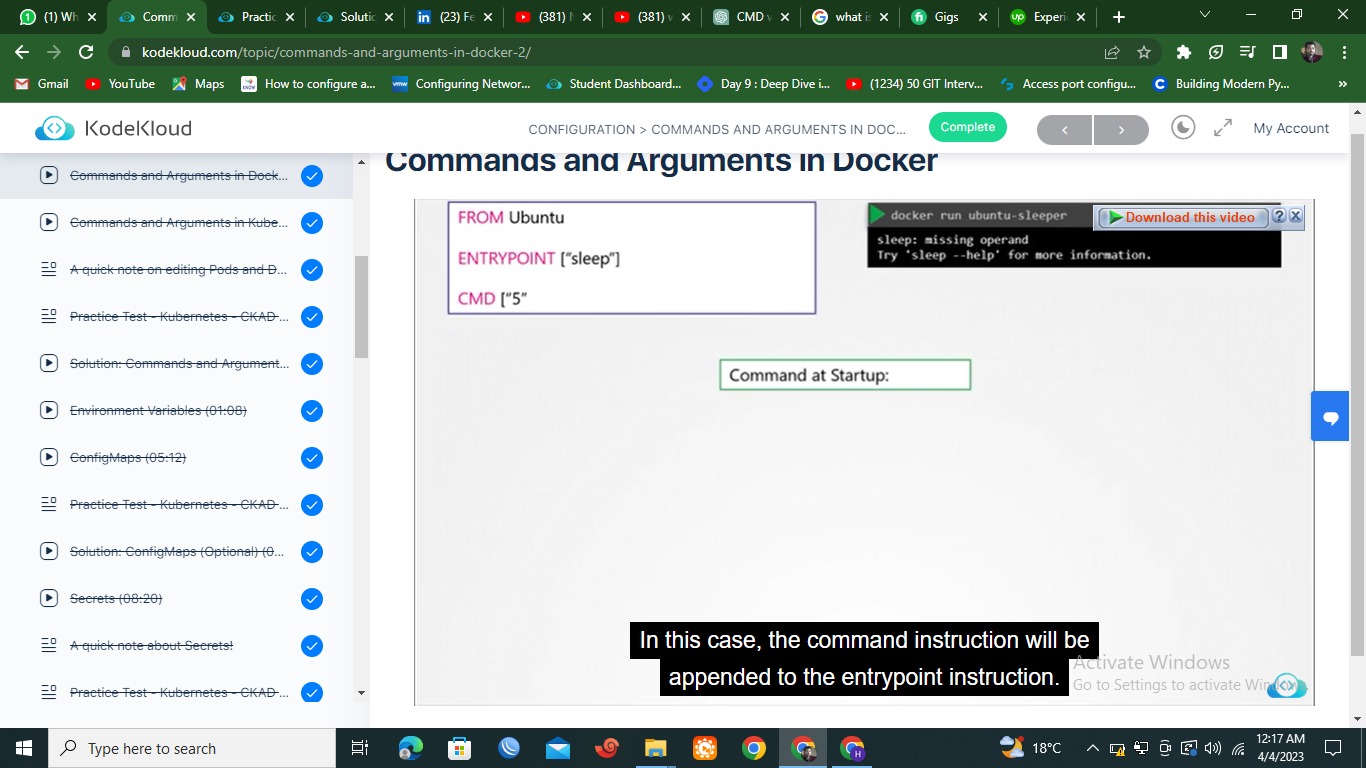 (1) Wh
Comm
Practic
Soluti
(23) Fe
(381)
(381)
CMD v
what is
Gigs
Experi
kodekloud.com/topic/commands-and-arguments-in-docker-2/
Gmail
YouTube
Maps
How to configure a...
Configuring Networ...
Student Dashboard...
Day 9 : Deep Dive i...
(1234) 50 GIT Interv...
Access port configu...
Building Modern Py...
»
KodeKloud
CONFIGURATION > COMMANDS AND ARGUMENTS IN DOC...
Complete
< >
My Account
Commands and Arguments in Dock...
Commands and Arguments in Kube...
A quick note on editing Pods and D...
Practice Test - Kubernetes - CKAD ...
Solution: Commands and Argument...
Environment Variables (01:08)
ConfigMaps (05:12)
Practice Test - Kubernetes - CKAD ...
Solution: ConfigMaps (Optional) (0...
Secrets (08:20)
A quick note about Secrets!
Practice Test - Kubernetes - CKAD ...
Commands and Arguments in Docker
FROM Ubuntu
ENTRYPOINT [“sleep”]
CMD [“5”
docker run ubuntu-sleeper
Download this video
? X
sleep: missing operand
Try 'sleep --help' for more information.
Command at Startup:
In this case, the command instruction will be
appended to the entrypoint instruction.
Activate Windows
Go to Settings to activate Windows.
Type here to search
18°C
12:17 AM
4/4/2023